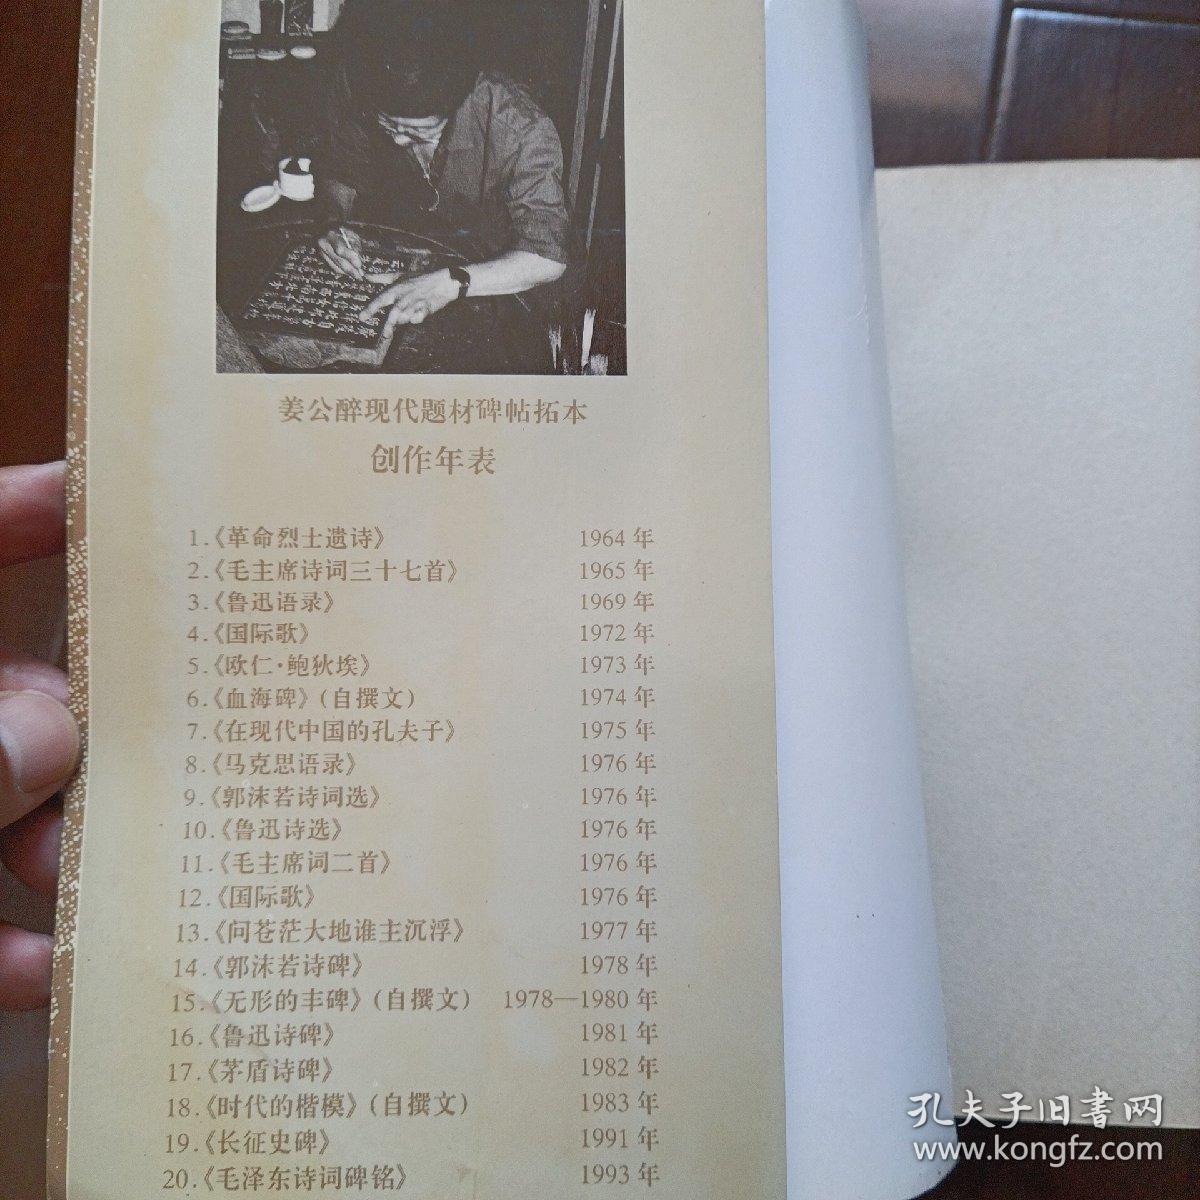 姜公醉现代题材碑帖拓本
创作年表
1.《革命烈士遗诗》 1964年
2.《毛主席诗词三十七首》 1965年
3.《鲁迅语录》 1969年
4.《国际歌》 1972年
5.《欧仁·鲍狄埃》 1973年
6.《血海碑》(自撰文) 1974年
7.《在现代中国的孔夫子》 1975年
8.《马克思语录》 1976年
9.《郭沫若诗词选》 1976年
10.《鲁迅诗选》 1976年
11.《毛主席词二首》 1976年
12.《国际歌》 1976年
13.《问苍茫大地谁主沉浮》 1977年
14.《郭沫若诗碑》 1978年
15.《无形的丰碑》(自撰文) 1978—1980年
16.《鲁迅诗碑》 1981年
17.《茅盾诗碑》 1982年
18.《时代的楷模》(自撰文) 1983年
19.《长征史碑》 1991年
20.《毛泽东诗词碑铭》 1993年
孔夫子旧書网
www.kongfz.com